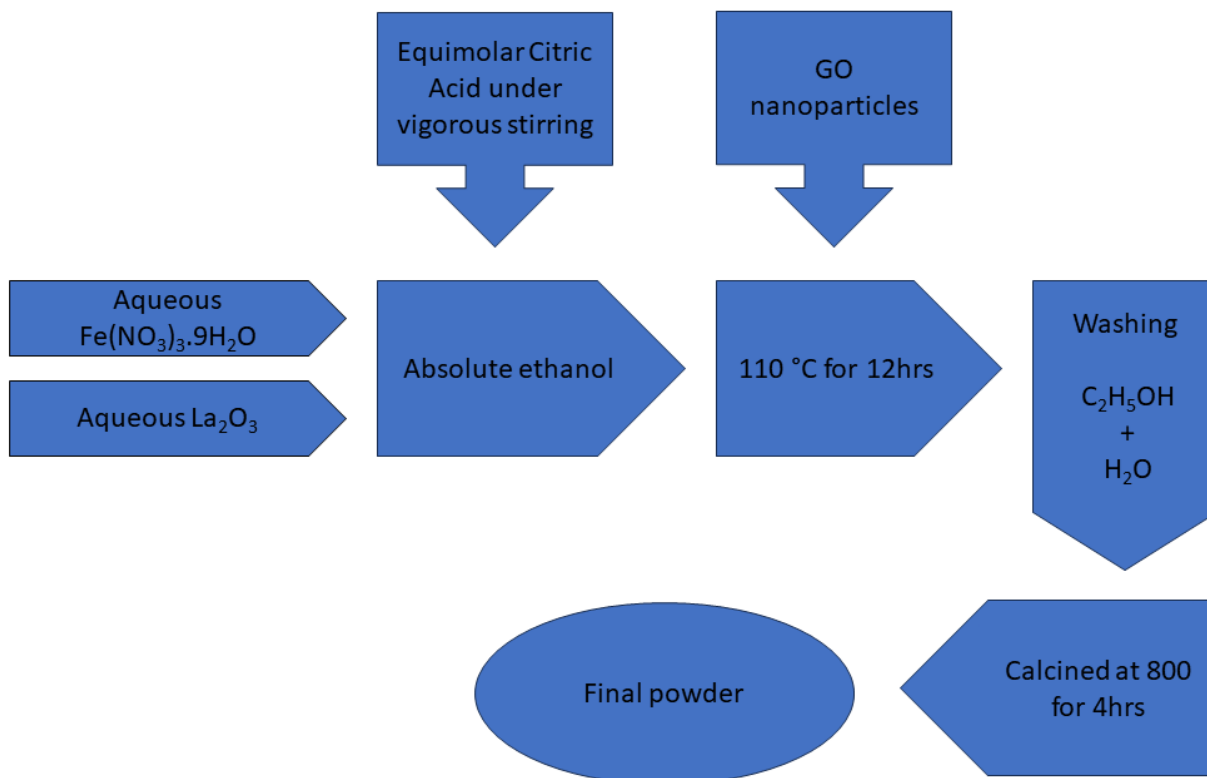 Equimolar Citric
Acid under
vigorous stirring
GO
nanoparticles
Aqueous
Fe(NO₃)₃.9H₂O
Aqueous La₂O₃
Absolute ethanol
110 °C for 12hrs
Washing
C₂H₅OH
+
H₂O
Calcined at 800
for 4hrs
Final powder